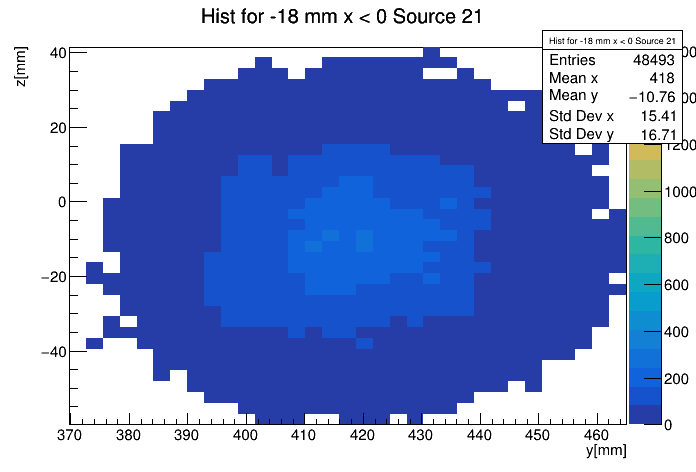 Hist for -18 mm x < 0 Source 21
Hist for -18 mm x < 0 Source 21
Entries 48493
Mean x 418
Mean y −10.76
Std Dev x 15.41
Std Dev y 16.71
z[mm]
40
20
0
−20
−40
370 380 390 400 410 420 430 440 450 460
y[mm]
1200
1000
800
600
400
200
0